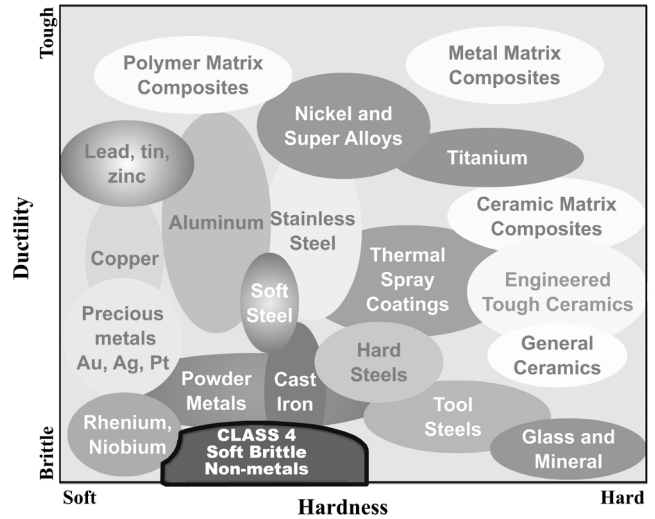 Tough
Polymer Matrix
Composites
Metal Matrix
Composites
Nickel and
Super Alloys
Lead, tin,
zinc
Titanium
Aluminum
Stainless
Steel
Ceramic Matrix
Composites
Copper
Thermal
Spray
Coatings
Engineered
Tough Ceramics
Soft
Steel
Precious
metals
Au, Ag, Pt
Hard
Steels
General
Ceramics
Powder
Metals
Cast
Iron
Rhenium,
Niobium
Tool
Steels
CLASS 4
Soft Brittle
Non-metals
Glass and
Mineral
Ductility
Brittle
Soft
Hardness
Hard